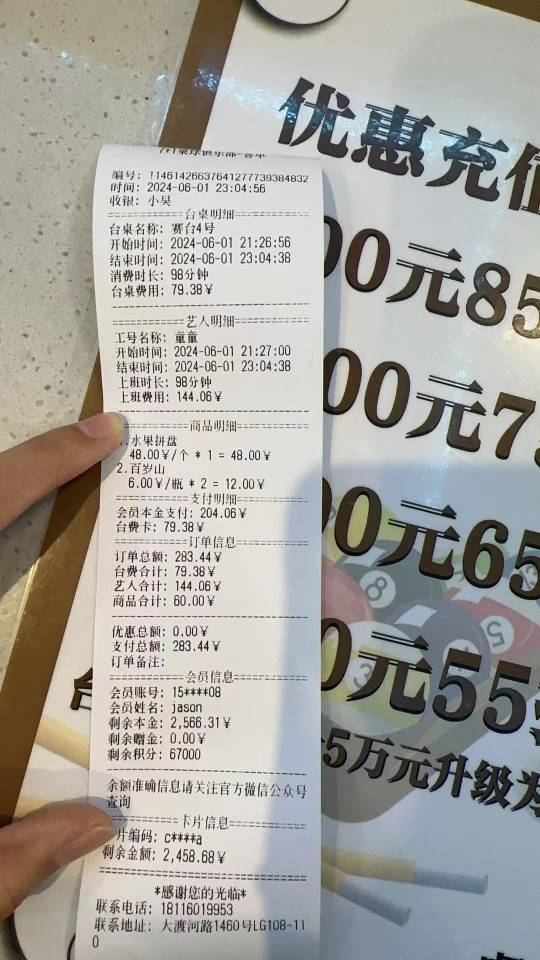 7+7桌球俱乐部
编号: 11461426637641277739384832
时间: 2024-06-01 23:04:56
收银: 小吴
台桌明细
台桌名称: 赛台4号
开始时间: 2024-06-01 21:26:56
结束时间: 2024-06-01 23:04:38
消费时长: 98分钟
台桌费用: 79.38¥
艺人明细
工号名称: 童童
开始时间: 2024-06-01 21:27:00
结束时间: 2024-06-01 23:04:38
上班时长: 98分钟
上班费用: 144.06¥
商品明细
水果拼盘
48.00¥/个 * 1 = 48.00¥
2.百岁山
6.00¥/瓶 * 2 = 12.00¥
支付明细
会员本金支付: 204.06¥
台费卡: 79.38¥
订单信息
订单总额: 283.44¥
台费合计: 79.38¥
艺人合计: 144.06¥
商品合计: 60.00¥
优惠总额: 0.00¥
支付总额: 283.44¥
订单备注:
会员信息
会员账号: 15****08
会员姓名: jason
剩余本金: 2,566.31¥
剩余赠金: 0.00¥
剩余积分: 67000
余额准确信息请关注官方微信公众号
查询
卡片信息
片编码: c****a
剩余金额: 2,458.68¥
*感谢您的光临*
联系电话: 18116019953
联系地址: 大渡河路1460号LG108-11
0
优惠充值
00元85
00元75
00元65
0元55
5万元升级为
台
8
5
3